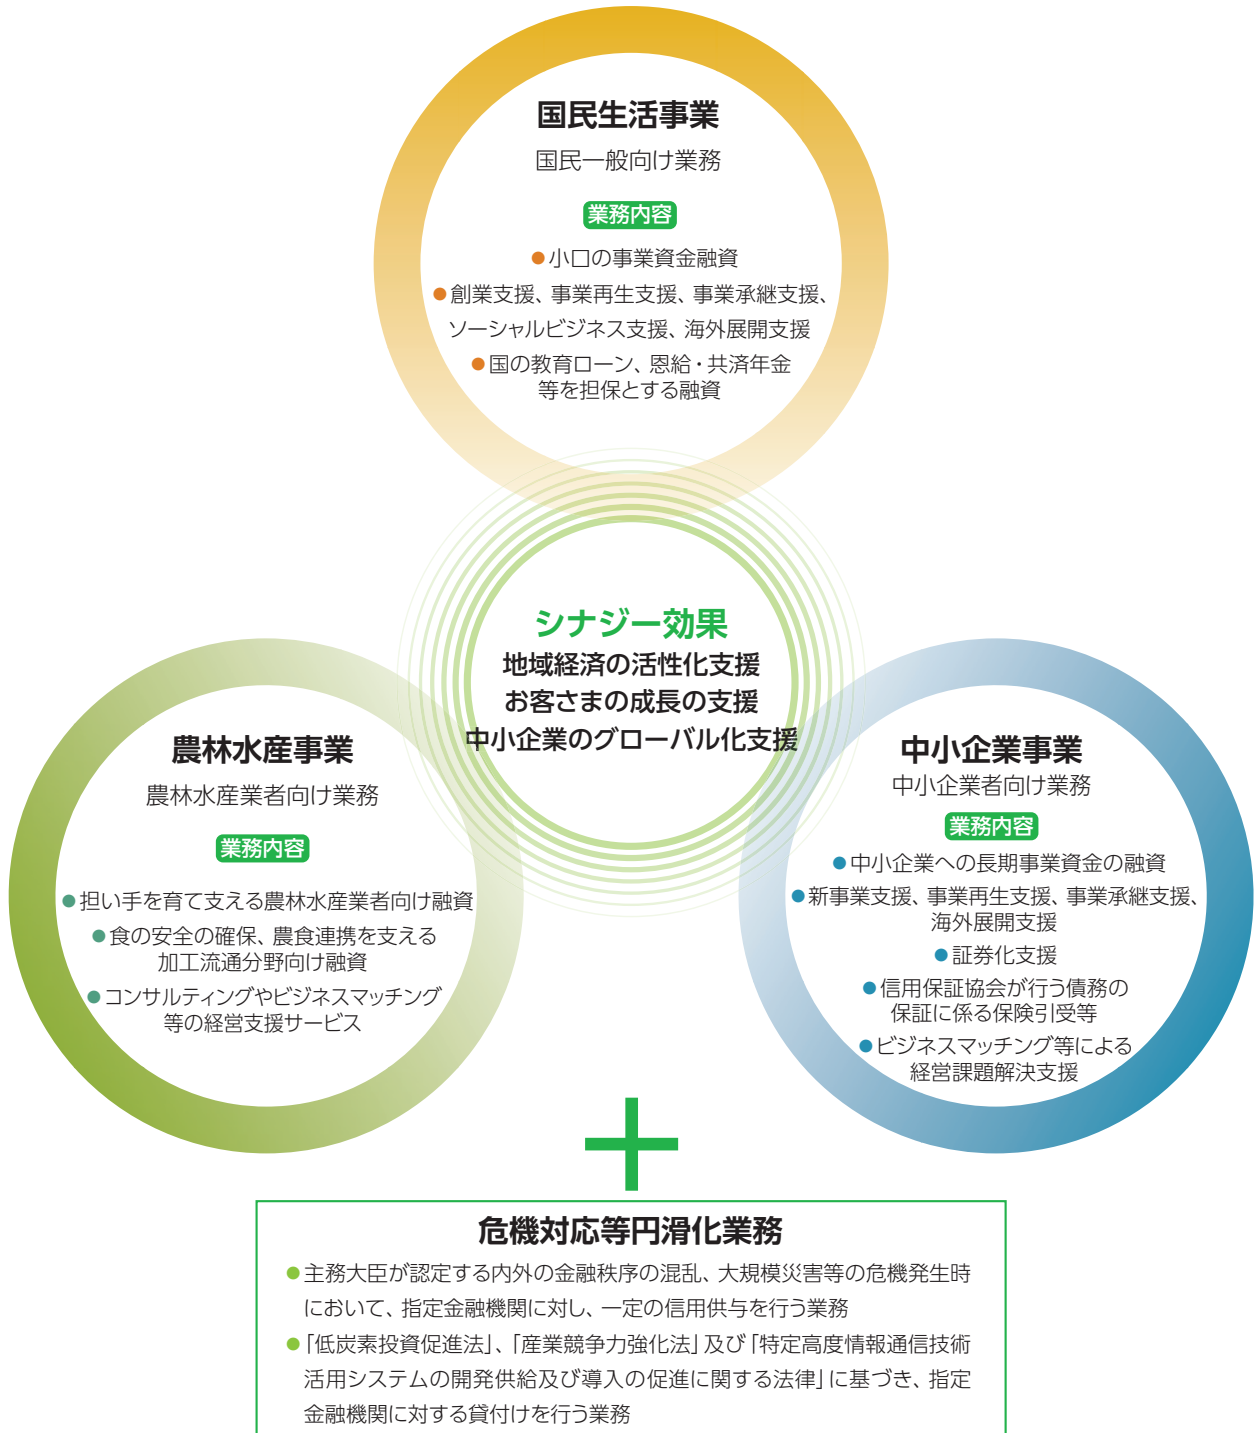 国民生活事業
国民一般向け業務
業務内容
●小口の事業資金融資
●創業支援、事業再生支援、事業承継支援、
ソーシャルビジネス支援、海外展開支援
●国の教育ローン、恩給・共済年金
等を担保とする融資
シナジー効果
地域経済の活性化支援
お客さまの成長の支援
中小企業のグローバル化支援
農林水産事業
農林水産業者向け業務
業務内容
●担い手を育て支える農林水産業者向け融資
●食の安全の確保、農食連携を支える
加工流通分野向け融資
●コンサルティングやビジネスマッチング
等の経営支援サービス
中小企業事業
中小企業者向け業務
業務内容
●中小企業への長期事業資金の融資
●新事業支援、事業再生支援、事業承継支援、
海外展開支援
●証券化支援
●信用保証協会が行う債務の
保証に係る保険引受等
●ビジネスマッチング等による
経営課題解決支援
危機対応等円滑化業務
●主務大臣が認定する内外の金融秩序の混乱、大規模災害等の危機発生時
において、指定金融機関に対し、一定の信用供与を行う業務
●「低炭素投資促進法」、「産業競争力強化法」及び「特定高度情報通信技術
活用システムの開発供給及び導入の促進に関する法律」に基づき、指定
金融機関に対する貸付けを行う業務